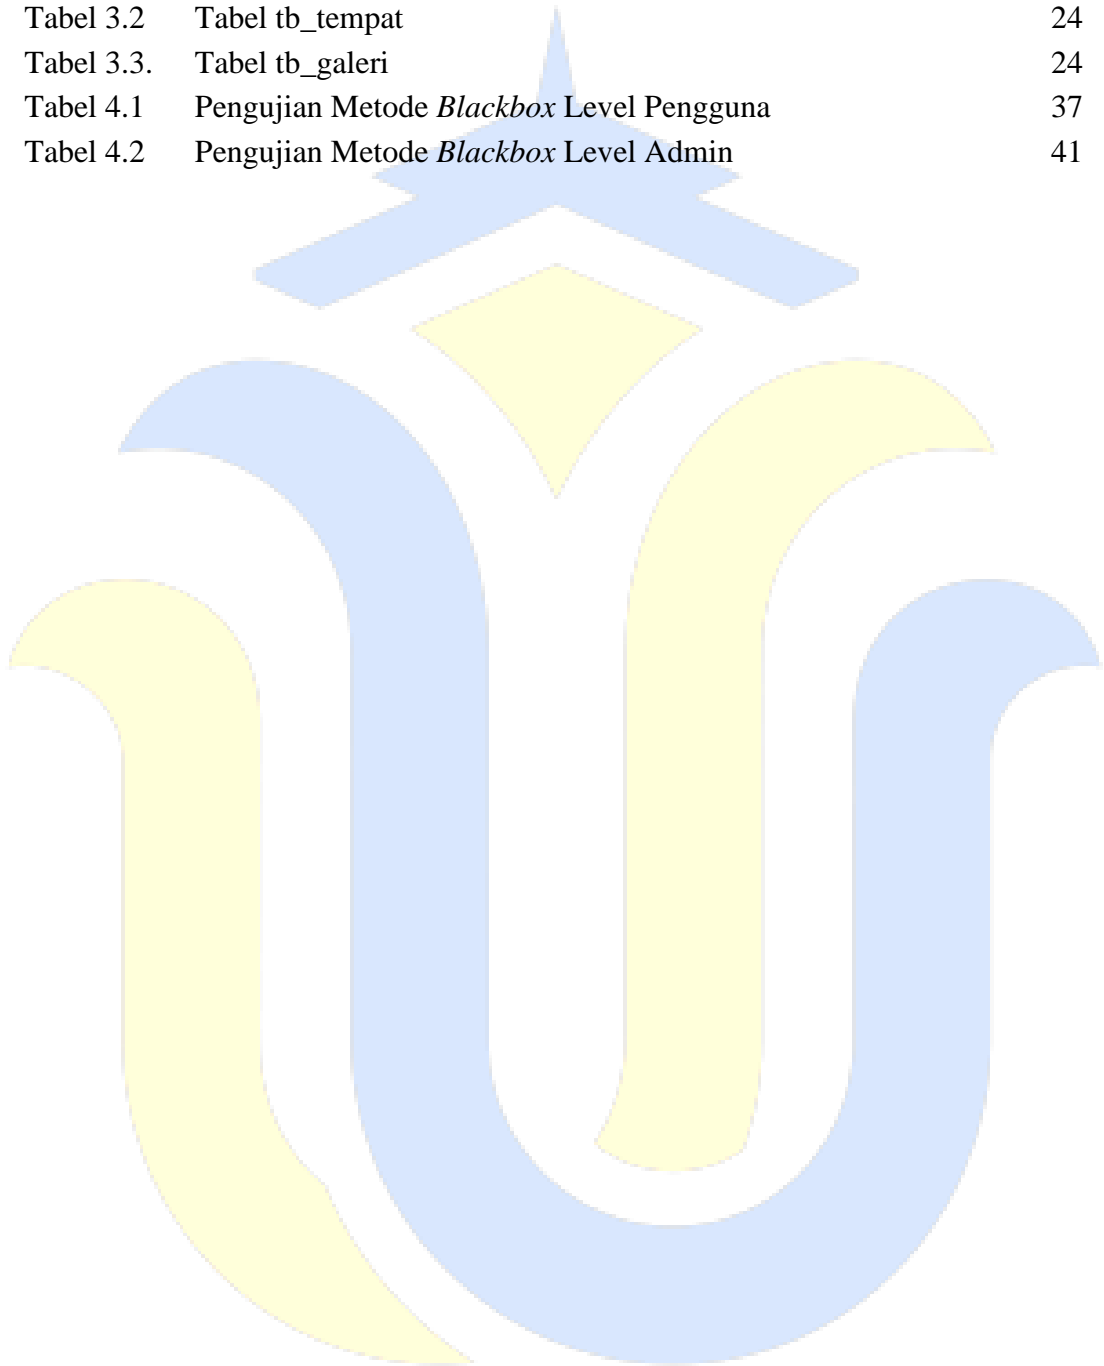 Tabel 3.2 Tabel tb_tempat 24
Tabel 3.3. Tabel tb_galeri 24
Tabel 4.1 Pengujian Metode Blackbox Level Pengguna 37
Tabel 4.2 Pengujian Metode Blackbox Level Admin 41